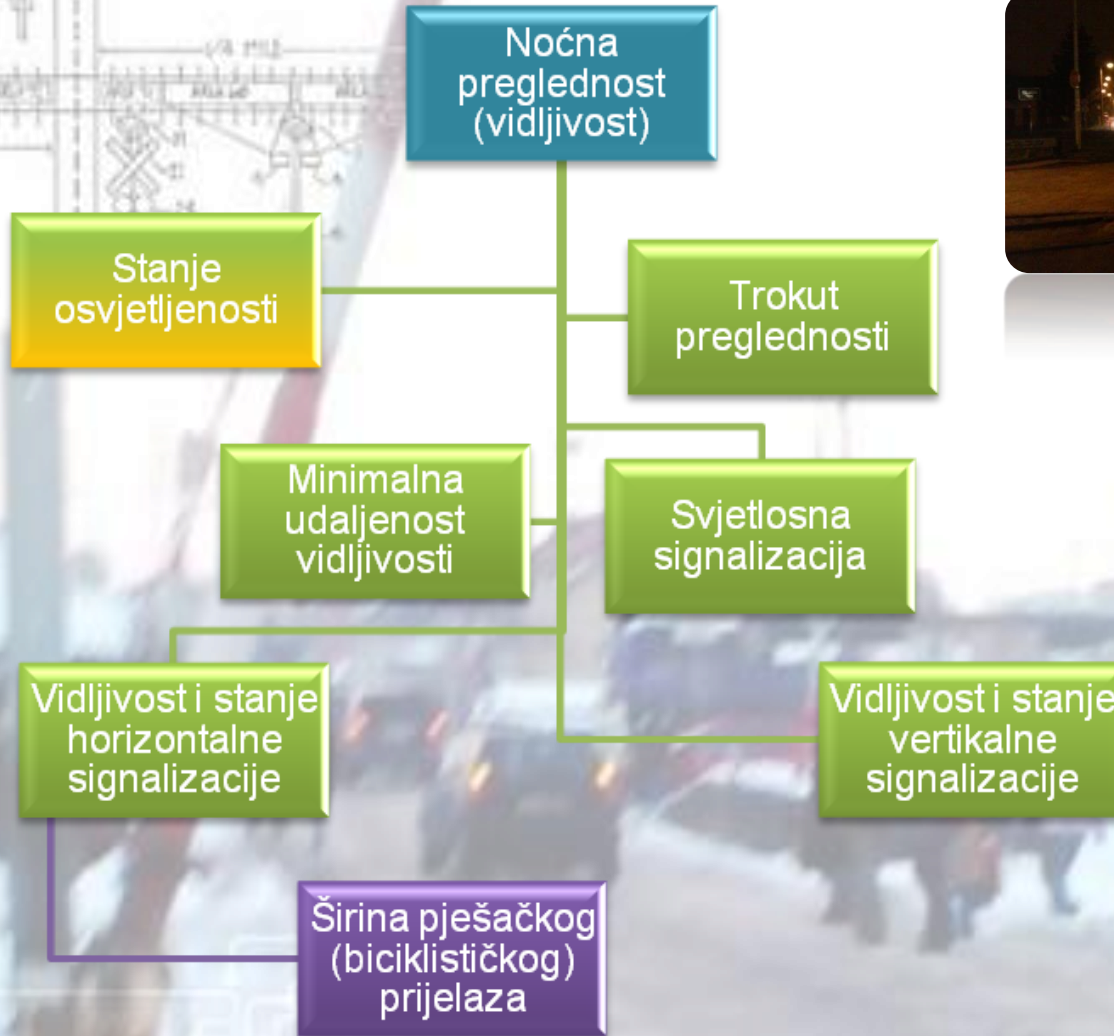 Noćna
preglednost
(vidljivost)
Stanje
osvjetljenosti
Trokut
preglednosti
Minimalna
udaljenost
vidljivosti
Svjetlosna
signalizacija
Vidljivost i stanje
horizontalne
signalizacije
Vidljivost i stanje
vertikalne
signalizacije
Širina pješačkog
(biciklističkog)
prijelaza